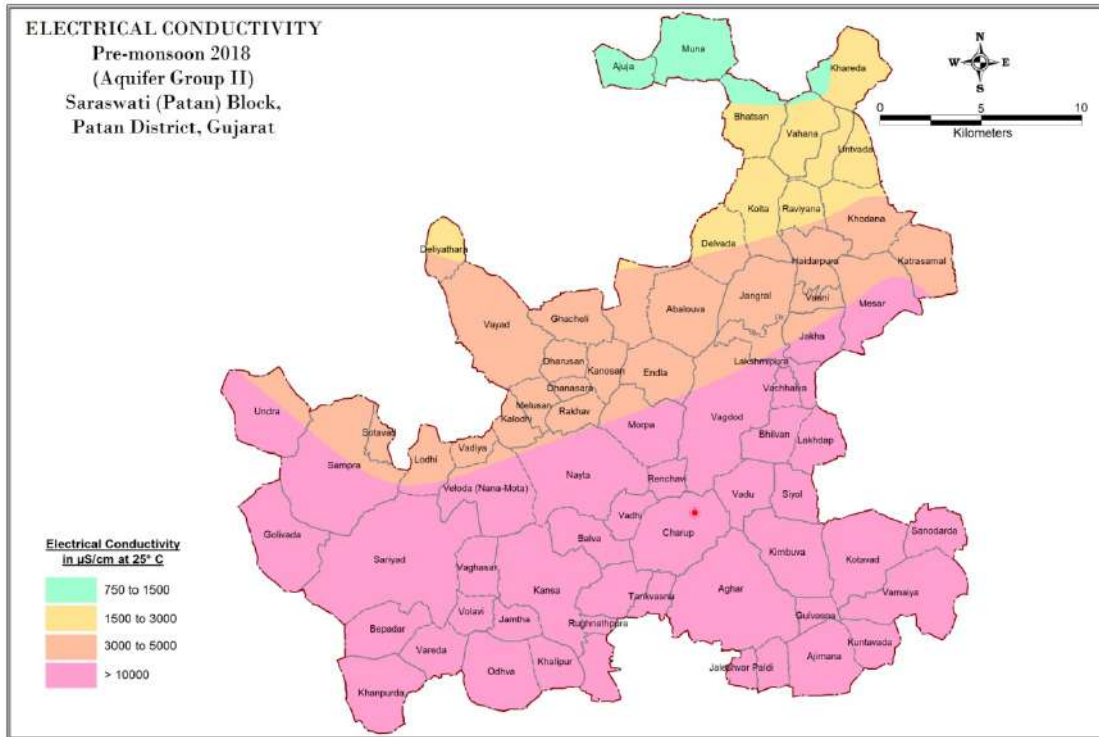 ELECTRICAL CONDUCTIVITY
Pre-monsoon 2018
(Aquifer Group II)
Saraswati (Patan) Block,
Patan District, Gujarat
N
W E
S
0 5 10
Kilometers
Muna
Ajuja
Khareda
Bhatsan
Vahana
Untvada
Koita
Raviyana
Khodana
Delvada
Deliyathara
Haidarpura
Katrasamal
Jangral
Vasni
Mesar
Abalouva
Vayad
Ghacheli
Jakha
Lakshmipura
Dharusan
Kanosan
Endla
Dhanasara
Vachhalva
Undra
Melusan
Kalodhi
Rakhav
Morpa
Vagdod
Botavad
Bhilvan
Lakhdap
Sampra
Lodhi
Vadiya
Nayta
Renchavi
Veloda (Nana-Mota)
Vadu
Siyol
Golivada
Vadhi
Charup
Sanodarda
Sariyad
Balva
Kimbuva
Kotavad
Vaghasar
Kansa
Tankvasna
Aghar
Vamaiya
Volavi
Jamtha
Rughnathpura
Gulvasna
Bepadar
Vareda
Kuntavada
Odhva
Khalipur
Jaleshvar Paldi
Ajimana
Khanpurda
Electrical Conductivity
in µS/cm at 25° C
750 to 1500
1500 to 3000
3000 to 5000
> 10000